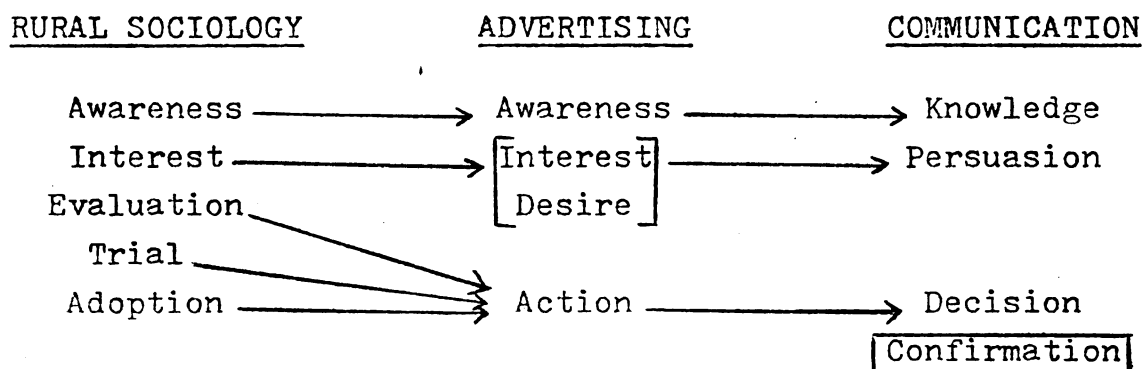 RURAL SOCIOLOGY ADVERTISING COMMUNICATION
Awareness Awareness Knowledge
Interest Interest Persuasion
Evaluation Desire
Trial
Adoption Action Decision
Confirmation